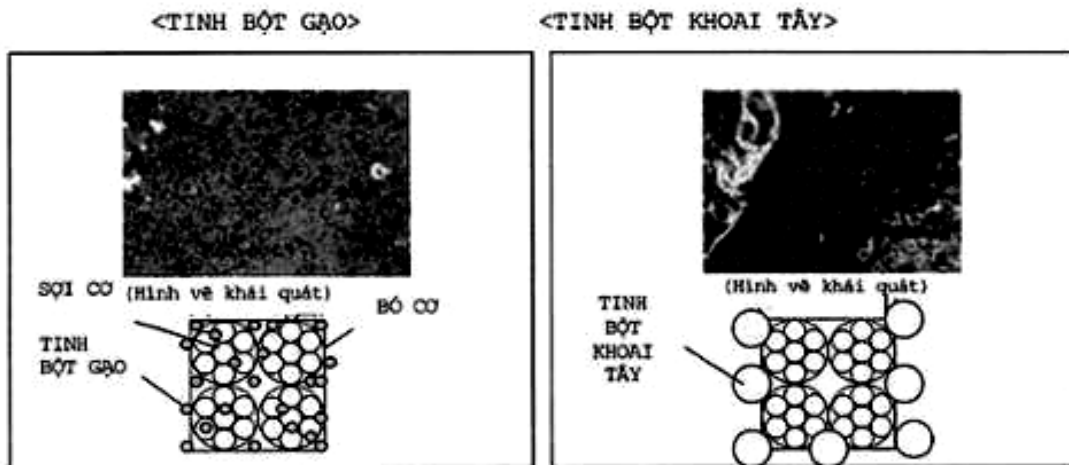 <TINH BỘT GẠO>
<TINH BỘT KHOAI TÂY>
SỢI CƠ
(Hình vẽ khái quát)
BÓ CƠ
TINH
BỘT GẠO
(Hình vẽ khái quát)
TINH
BỘT
KHOAI
TÂY